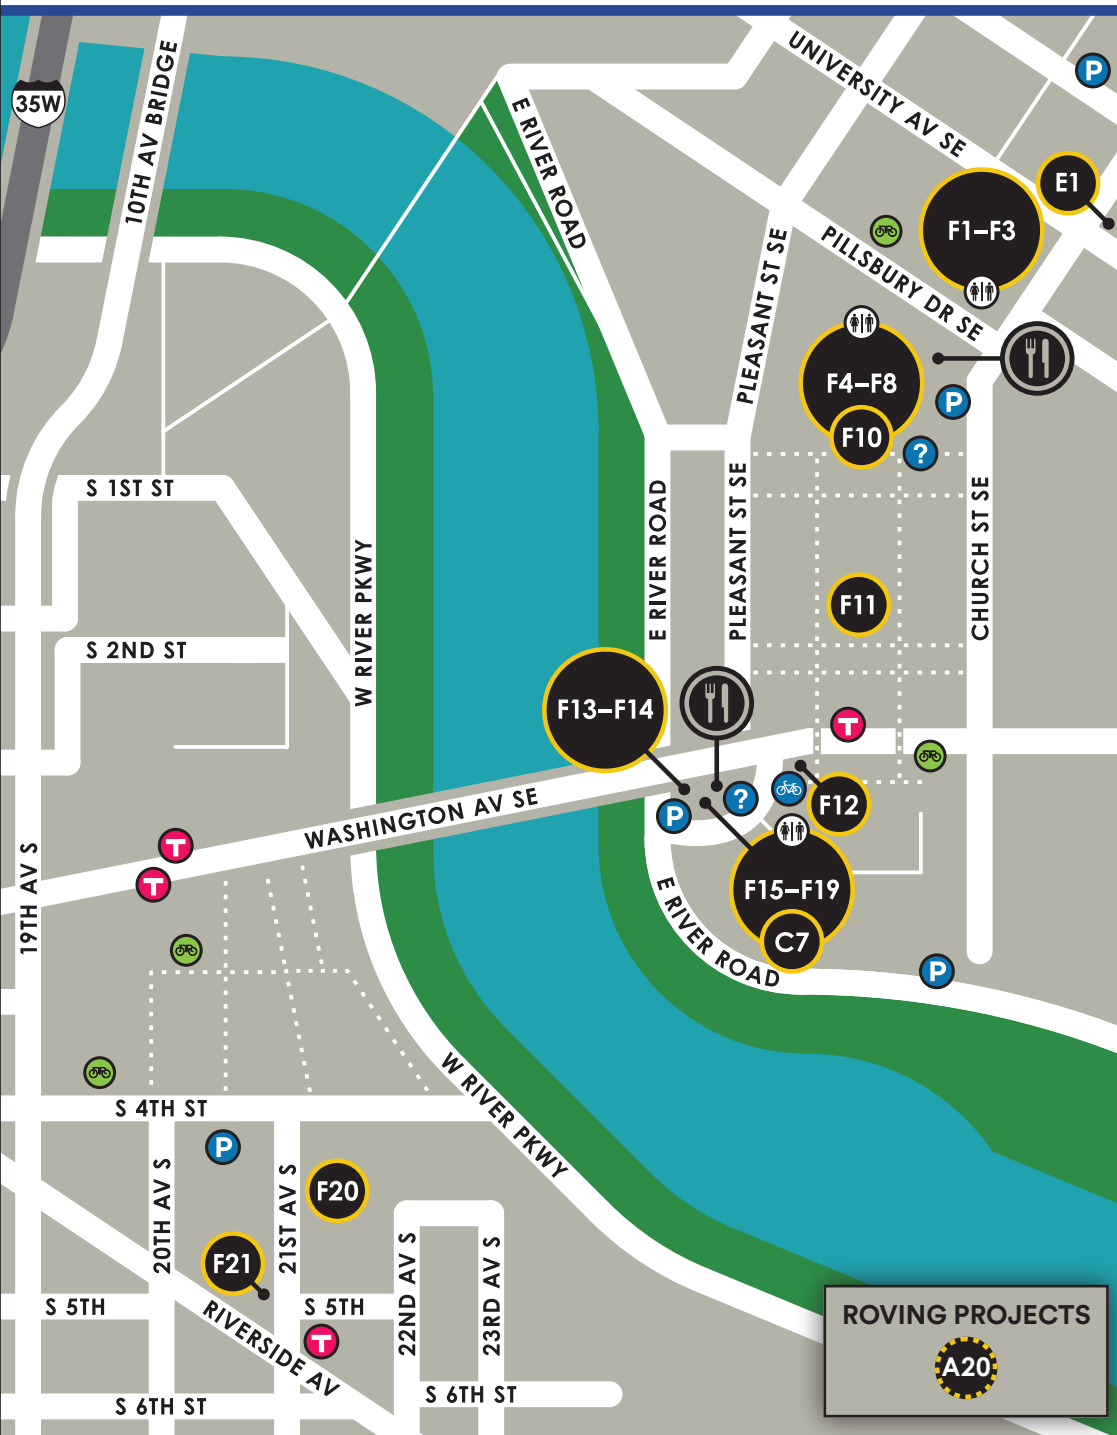 35W
10TH AV BRIDGE
E RIVER ROAD
UNIVERSITY AV SE
P
E1
F1–F3
PILLSBURY DR SE
PLEASANT ST SE
F4–F8
P
F10
?
S 1ST ST
W RIVER PKWY
E RIVER ROAD
PLEASANT ST SE
CHURCH ST SE
F11
S 2ND ST
F13–F14
T
WASHINGTON AV SE
P
?
F12
T
T
19TH AV S
F15–F19
C7
E RIVER ROAD
P
W RIVER PKWY
S 4TH ST
P
20TH AV S
21ST AV S
F20
F21
22ND AV S
23RD AV S
S 5TH
S 5TH
RIVERSIDE AV
T
S 6TH ST
S 6TH ST
ROVING PROJECTS
A20